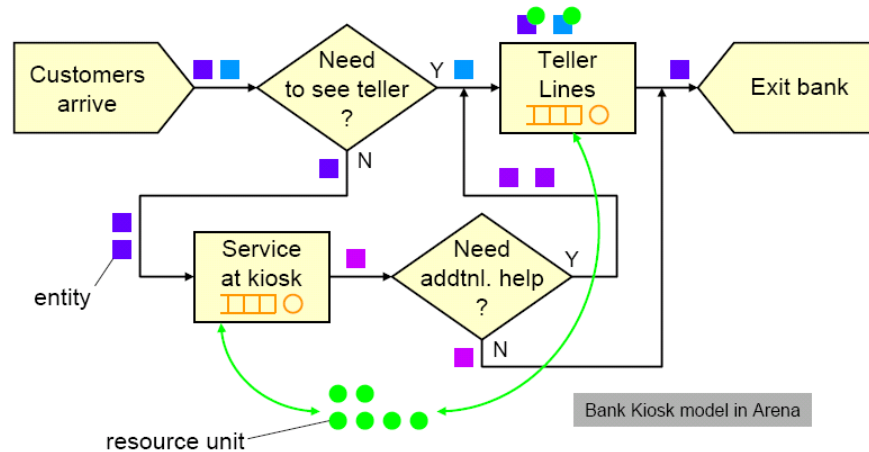 Customers
arrive
Need
to see teller
?
Y
N
Teller
Lines
Exit bank
entity
Service
at kiosk
Need
addtnl. help
?
Y
N
resource unit
Bank Kiosk model in Arena